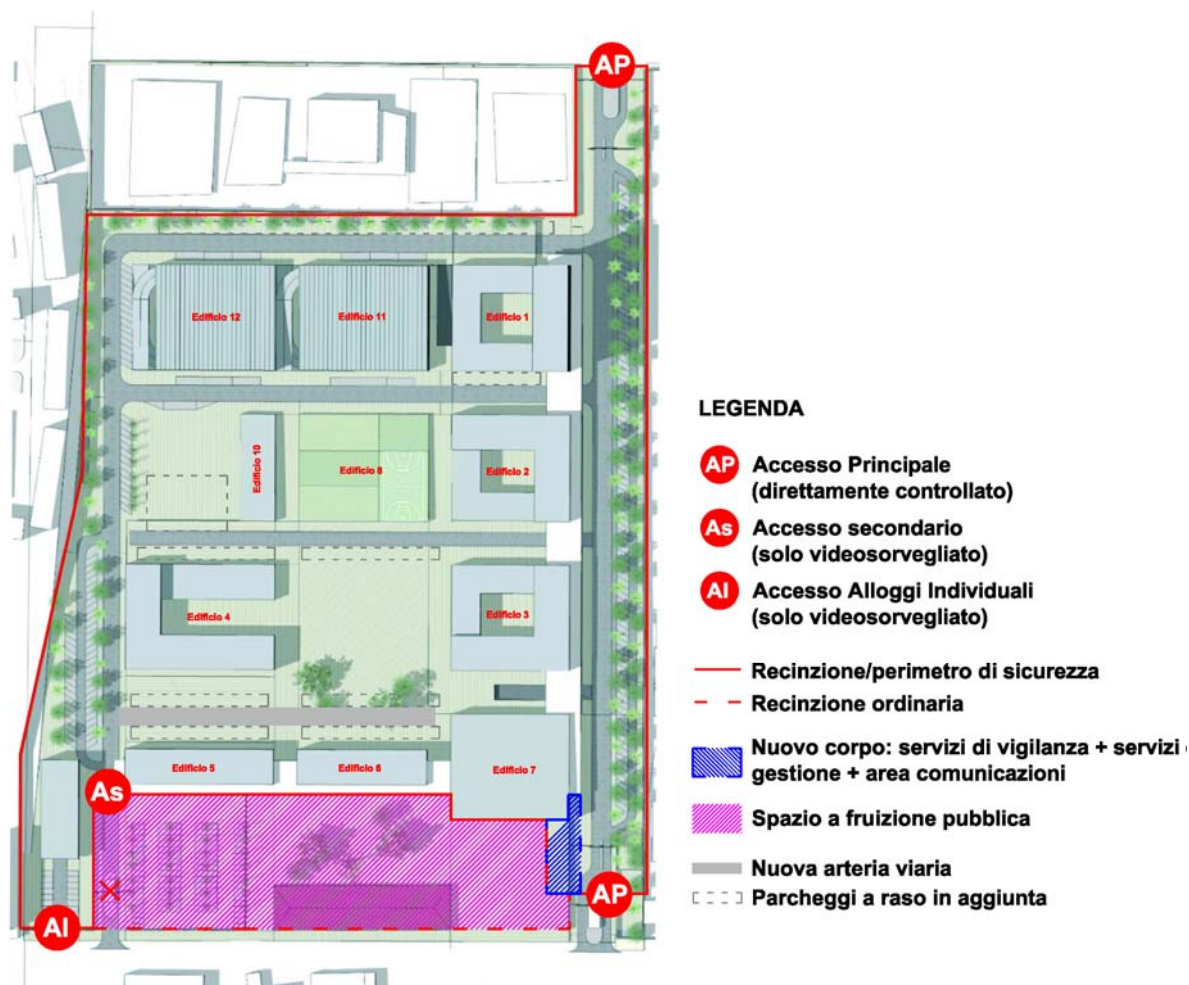 AP
Edificio 12
Edificio 11
Edificio 1
Edificio 10
Edificio 8
Edificio 2
Edificio 4
Edificio 3
Edificio 5
Edificio 6
Edificio 7
As
AP
AI
LEGENDA
AP Accesso Principale
(direttamente controllato)
As Accesso secondario
(solo videosorvegliato)
AI Accesso Alloggi Individuali
(solo videosorvegliato)
Recinzione/perimetro di sicurezza
Recinzione ordinaria
Nuovo corpo: servizi di vigilanza + servizi
gestione + area comunicazioni
Spazio a fruizione pubblica
Nuova arteria viaria
Parcheggi a raso in aggiunta